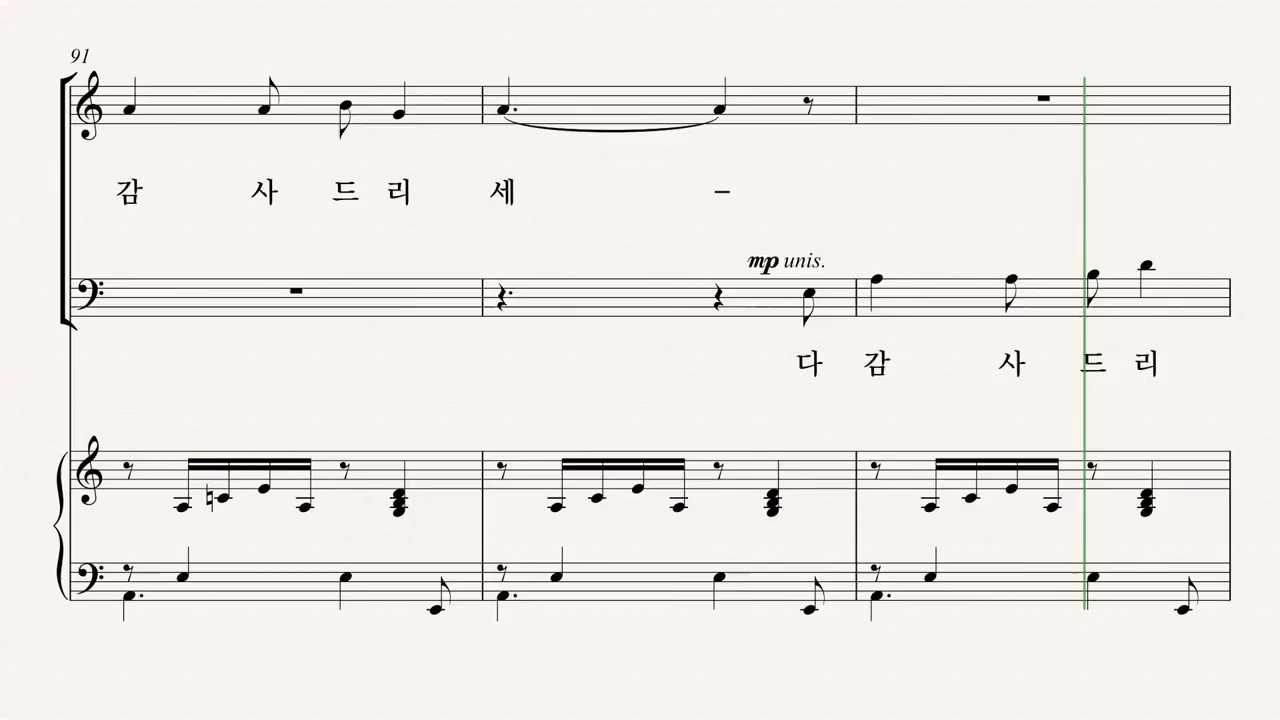 91
감 사 드 리 세 –
mp unis.
다 감 사 드 리